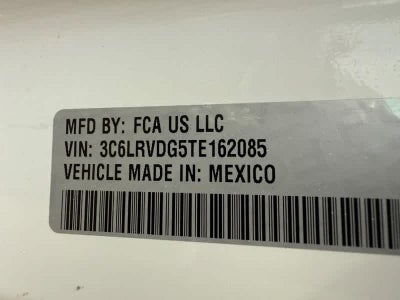 MFD BY: FCA US LLC
VIN: 3C6LRVDG5TE162085
VEHICLE MADE IN: MEXICO